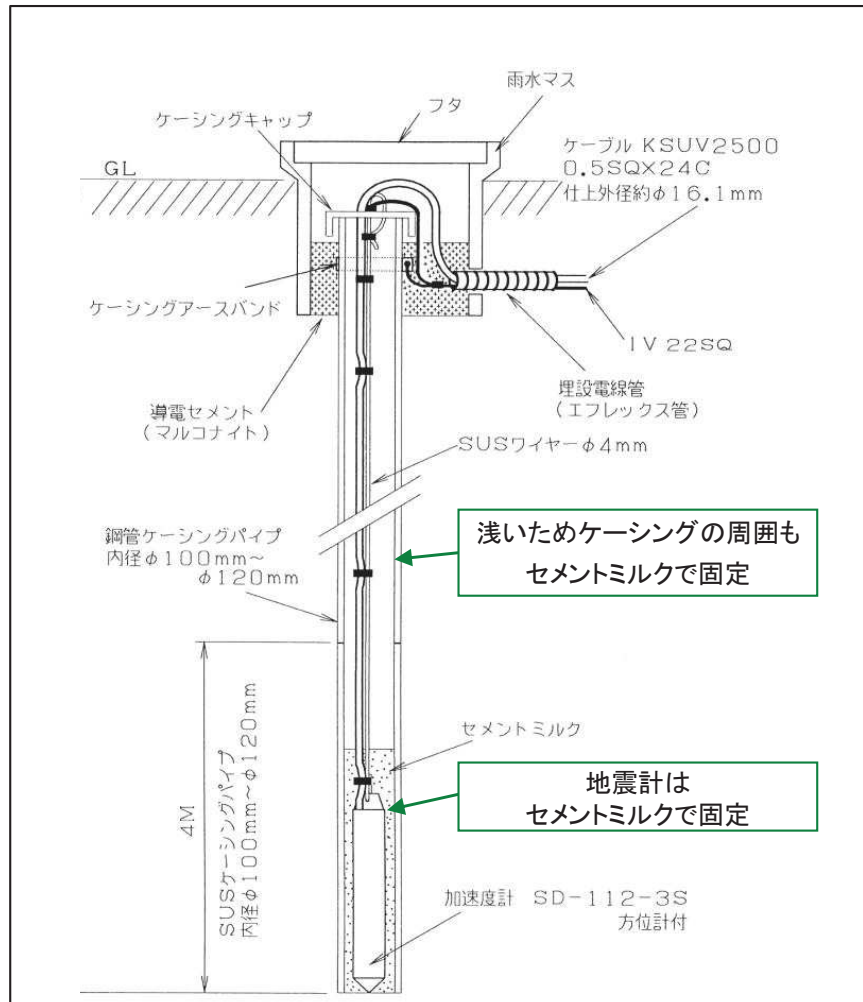 雨水マス
フタ
ケーシングキャップ
ケーブル KSUV2500
0.5SQ×24C
仕上外径約φ16.1mm
GL
ケーシングアースバンド
1V 22SQ
埋設電線管
(エフレックス管)
導電セメント
(マルコナイト)
SUSワイヤーφ4mm
鋼管ケーシングパイプ
内径φ100mm~
φ120mm
浅いためケーシングの周囲も
セメントミルクで固定
セメントミルク
地震計は
セメントミルクで固定
4M
SUSケーシングパイプ
内径φ100mm~φ120mm
加速度計 SD-112-3S
方位計付